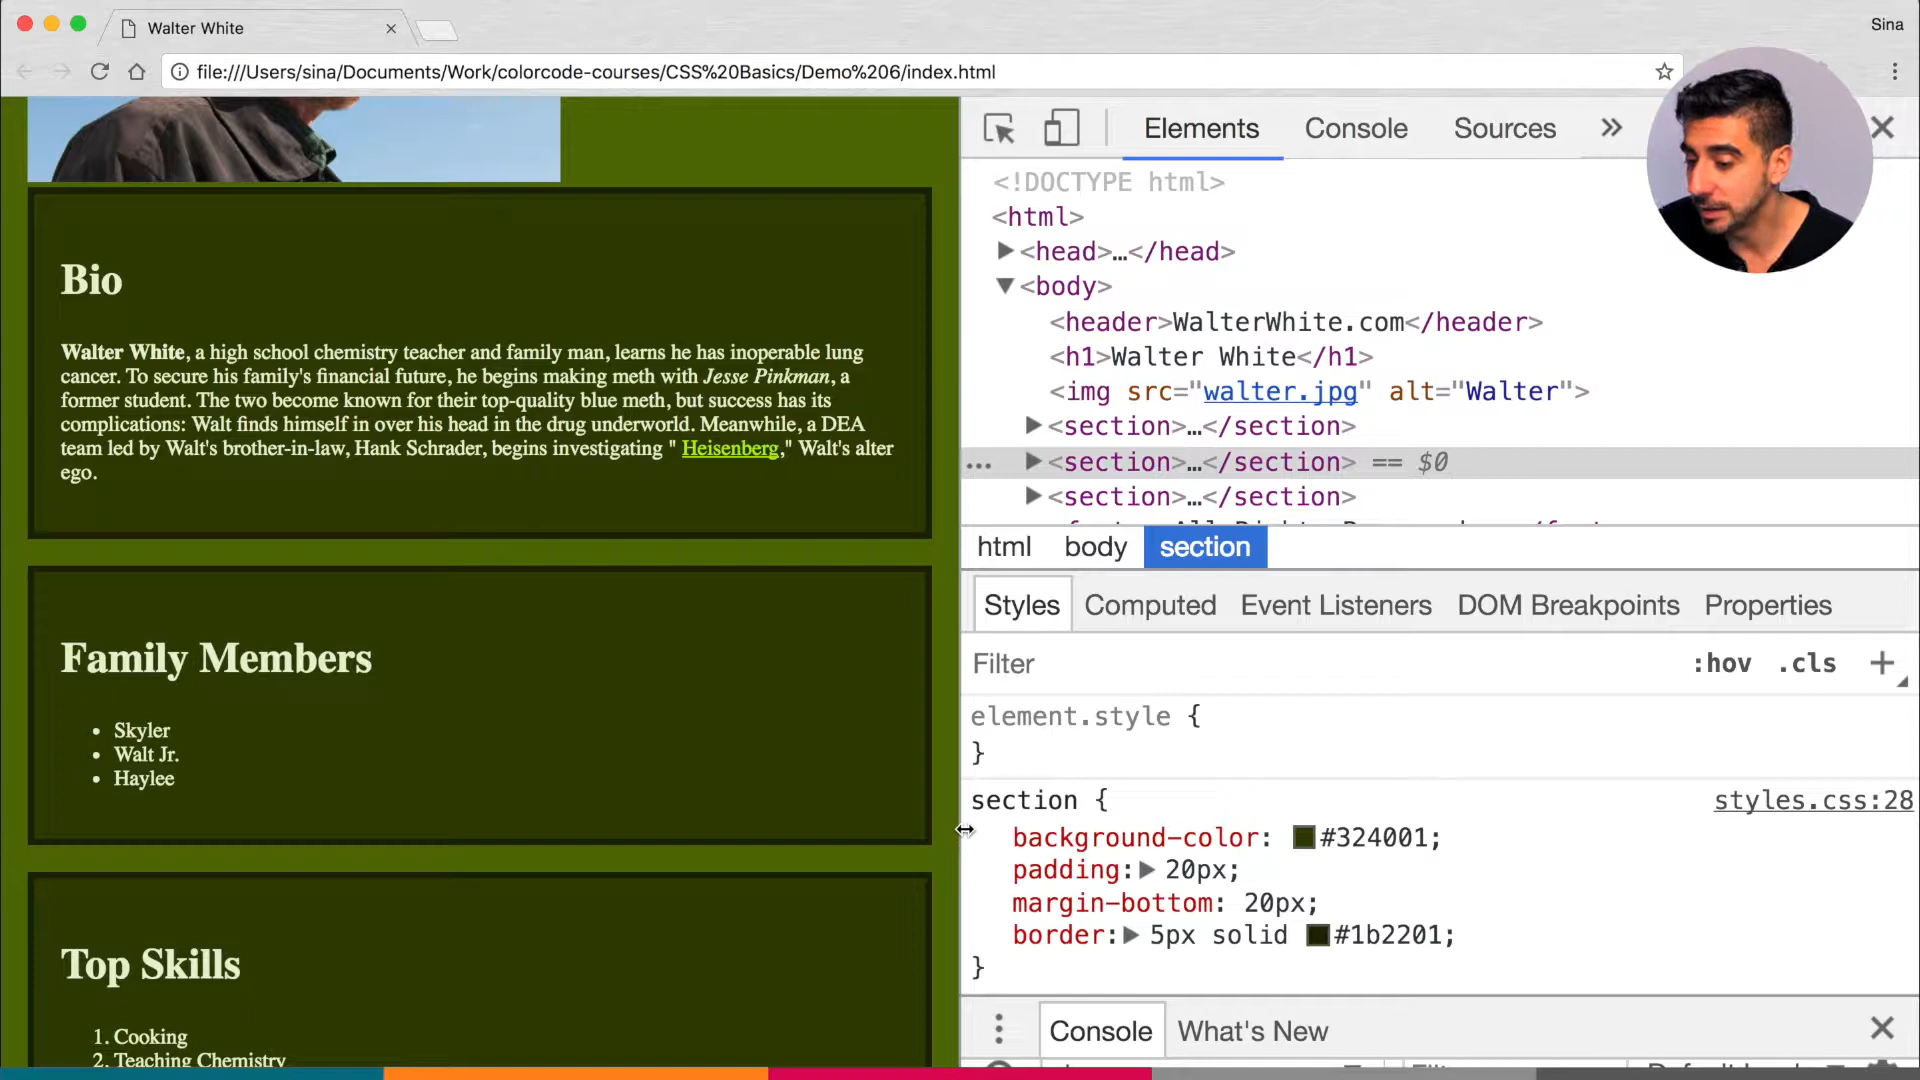 Walter White
Sina
file:///Users/sina/Documents/Work/colorcode-courses/CSS%20Basics/Demo%206/index.html
Bio
Walter White, a high school chemistry teacher and family man, learns he has inoperable lung
cancer. To secure his family's financial future, he begins making meth with Jesse Pinkman, a
former student. The two become known for their top-quality blue meth, but success has its
complications: Walt finds himself in over his head in the drug underworld. Meanwhile, a DEA
team led by Walt's brother-in-law, Hank Schrader, begins investigating " Heisenberg," Walt's alter
ego.
Family Members
• Skyler
• Walt Jr.
• Haylee
Top Skills
1. Cooking
2. Teaching Chemistry
Elements Console Sources »
<!DOCTYPE html>
<html>
▶<head>…</head>
▼<body>
<header>WalterWhite.com</header>
<h1>Walter White</h1>
<img src="walter.jpg" alt="Walter">
▶<section>…</section>
… ▶<section>…</section> == $0
▶<section>…</section>
html body section
Styles Computed Event Listeners DOM Breakpoints Properties
Filter :hov .cls +
element.style {
}
section { styles.css:28
background-color: #324001;
padding:▶ 20px;
margin-bottom: 20px;
border:▶ 5px solid #1b2201;
}
Console What's New